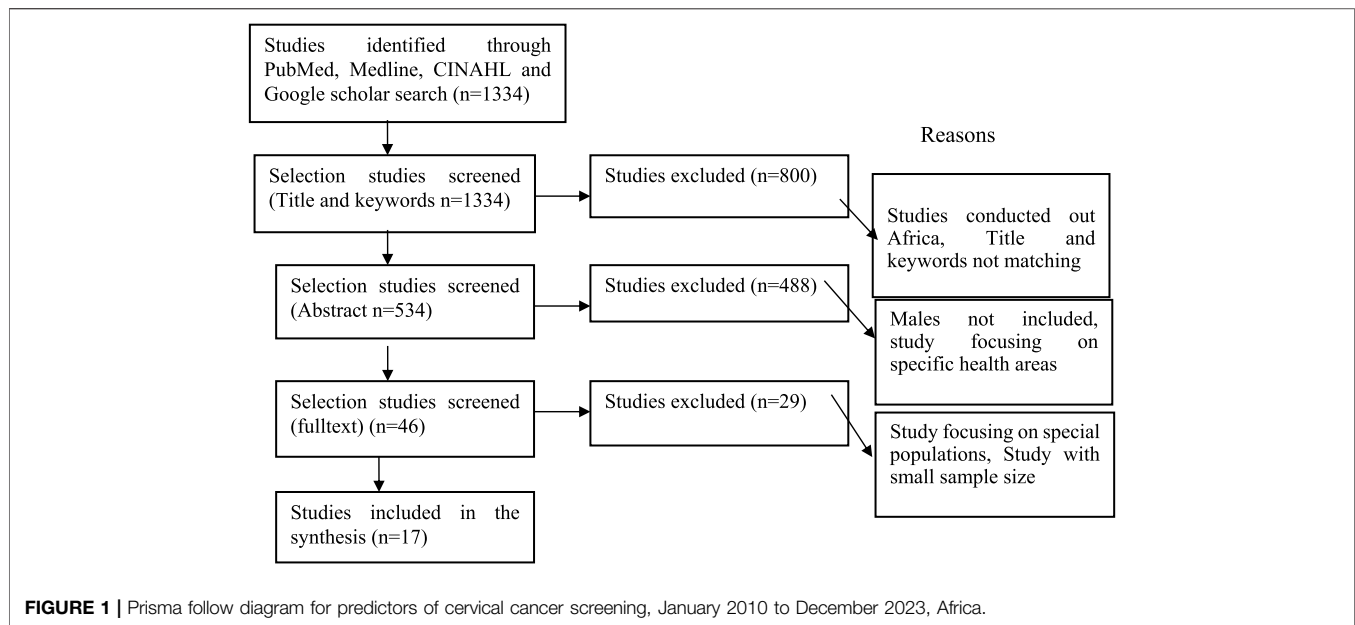 Studies identified through
PubMed, Medline, CINAHL and
Google scholar search (n=1334)
Reasons
Selection studies screened
(Title and keywords n=1334)
Studies excluded (n=800)
Studies conducted out
Africa, Title and
keywords not matching
Selection studies screened
(Abstract n=534)
Studies excluded (n=488)
Males not included,
study focusing on
specific health areas
Selection studies screened
(fulltext) (n=46)
Studies excluded (n=29)
Study focusing on special
populations, Study with
small sample size
Studies included in the
synthesis (n=17)
FIGURE 1 | Prisma follow diagram for predictors of cervical cancer screening, January 2010 to December 2023, Africa.